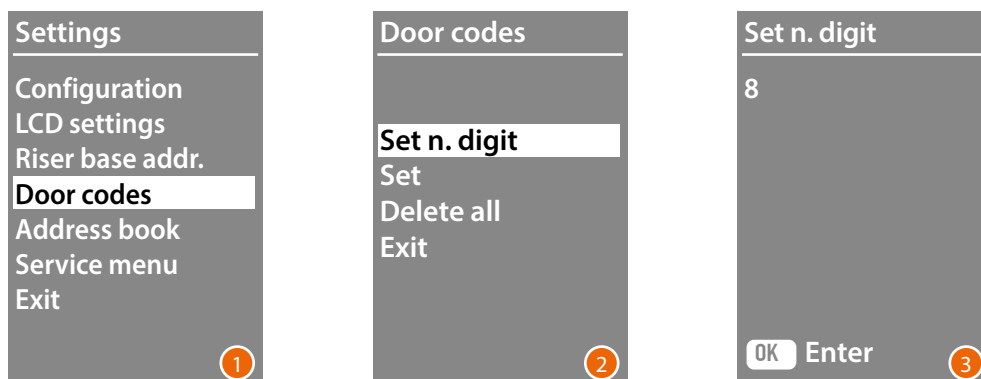 Settings
Configuration
LCD settings
Riser base addr.
Door codes
Address book
Service menu
Exit
1
Door codes
Set n. digit
Set
Delete all
Exit
2
Set n. digit
8
OK Enter
3